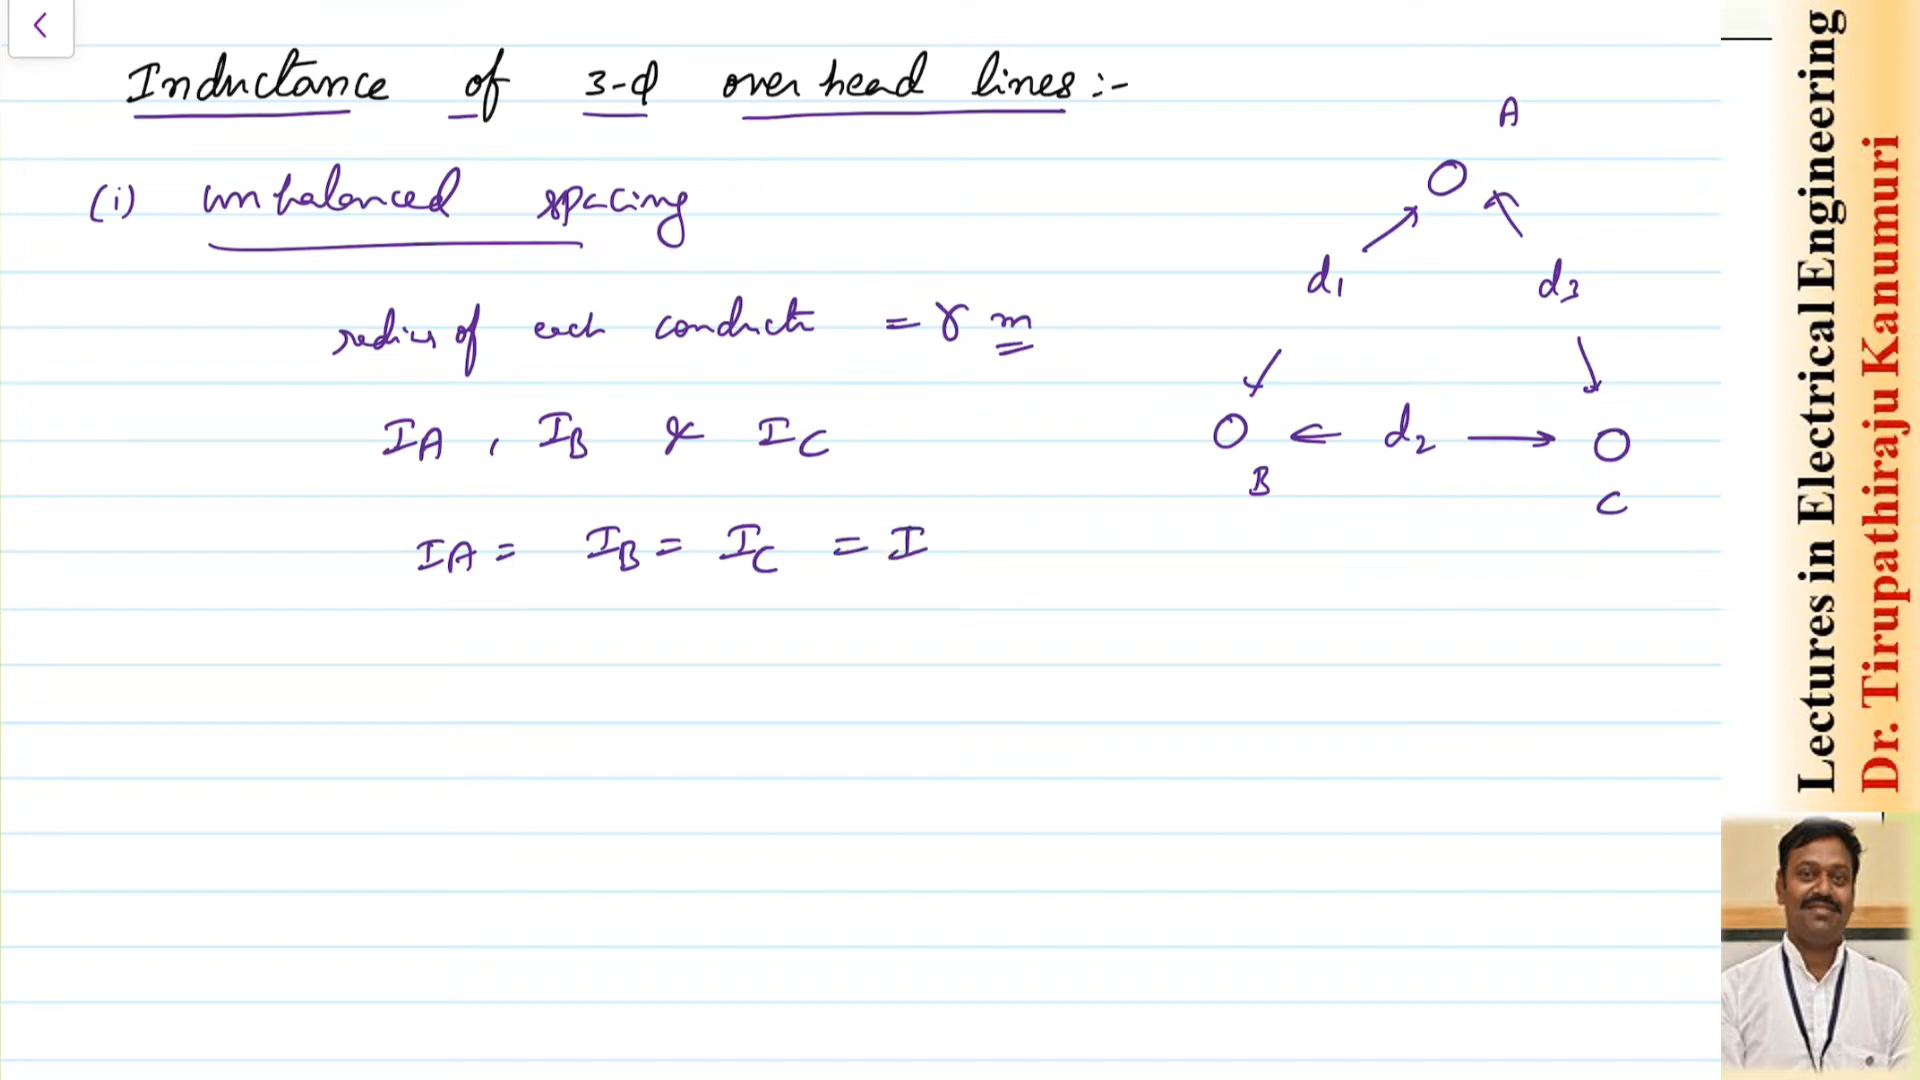 Inductance of 3-φ over head lines:-
(i) unbalanced spacing
radius of each conduct = r m
IA, IB & IC
IA = IB = IC = I
A
d1
d3
d2
B
C
Lectures in Electrical Engineering
Dr. Tirupathiraju Kanumuri